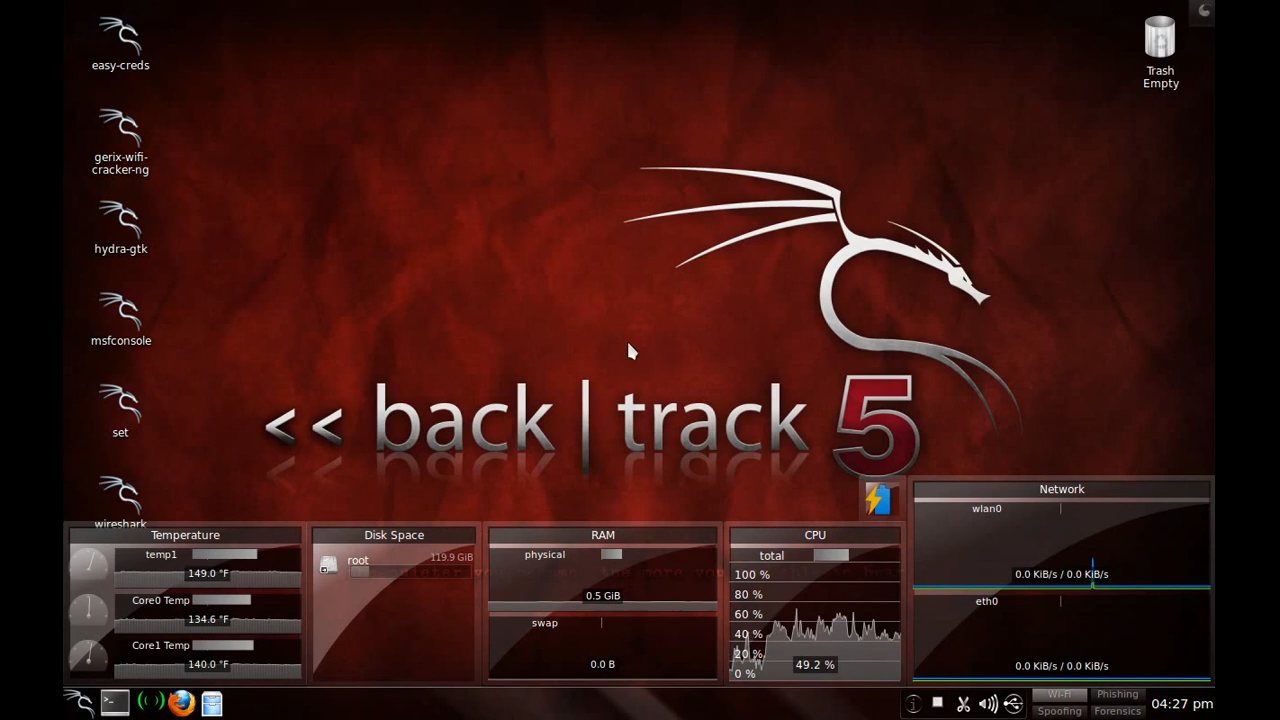 easy-creds
gerix-wifi-
cracker-ng
hydra-gtk
msfconsole
set
wireshark
Trash
Empty
<< back | track 5
Temperature
temp1
149.0 °F
Core0 Temp
134.6 °F
Core1 Temp
140.0 °F
Disk Space
root
119.9 GiB
RAM
physical
0.5 GiB
swap
0.0 B
CPU
total
100 %
80 %
60 %
40 %
20 %
0 %
49.2 %
Network
wlan0
0.0 KiB/s / 0.0 KiB/s
eth0
0.0 KiB/s / 0.0 KiB/s
Wi-Fi
Phishing
Spoofing
Forensics
04:27 pm